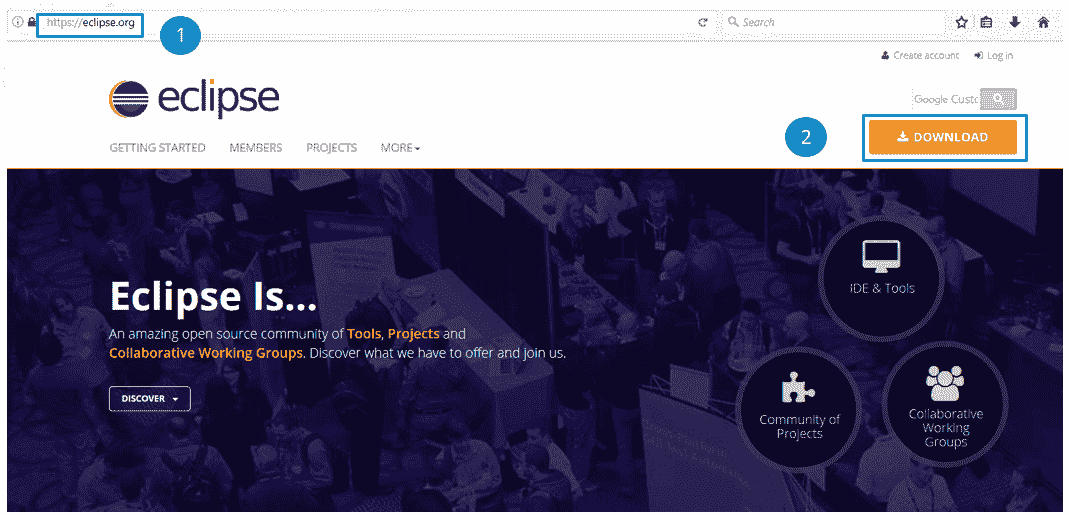 https://eclipse.org
1
Search
Create account
Log in
eclipse
Google Custo
2
DOWNLOAD
GETTING STARTED
MEMBERS
PROJECTS
MORE
Eclipse Is...
An amazing open source community of Tools, Projects and
Collaborative Working Groups. Discover what we have to offer and join us.
DISCOVER
IDE & Tools
Community of
Projects
Collaborative
Working
Groups